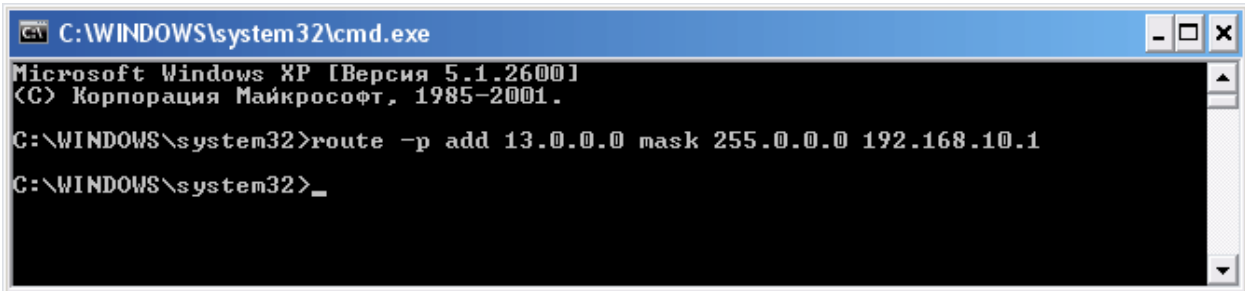 C:\WINDOWS\system32\cmd.exe
Microsoft Windows XP [Версия 5.1.2600]
(С) Корпорация Майкрософт, 1985-2001.
C:\WINDOWS\system32>route -p add 13.0.0.0 mask 255.0.0.0 192.168.10.1
C:\WINDOWS\system32>_